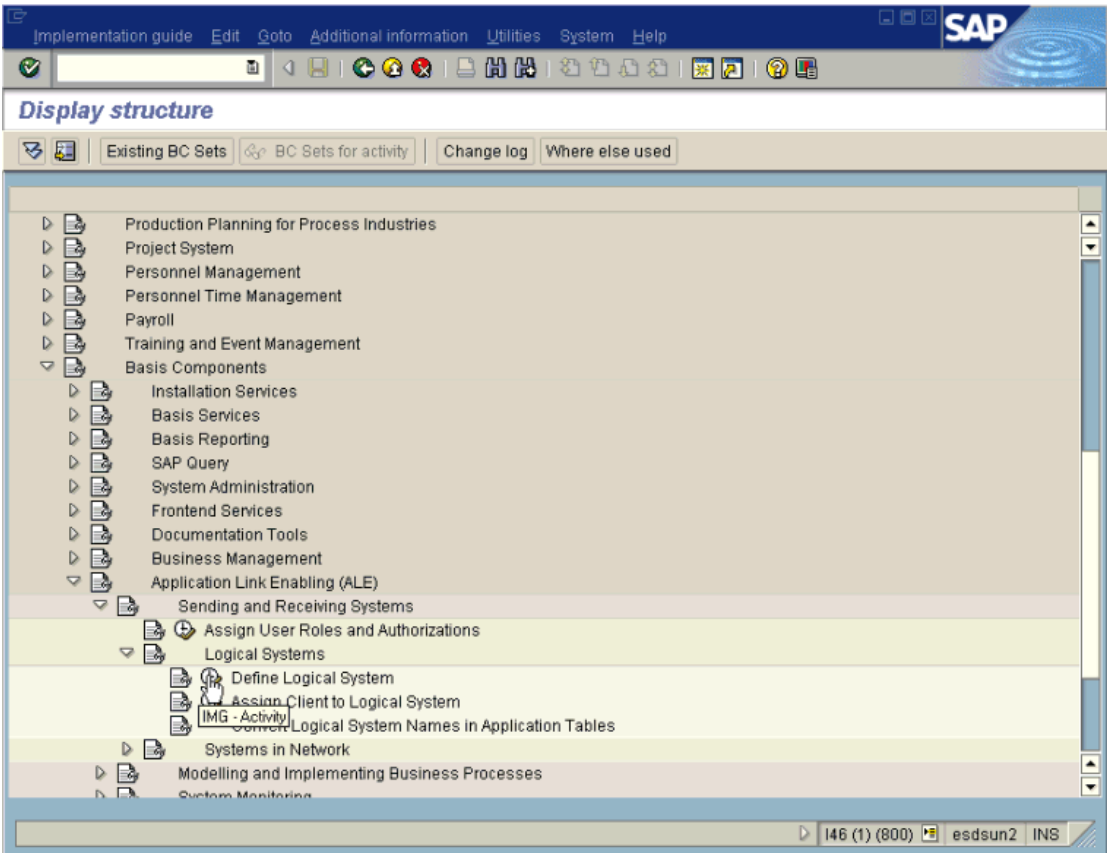 Implementation guide Edit Goto Additional information Utilities System Help
SAP
Display structure
Existing BC Sets BC Sets for activity Change log Where else used
Production Planning for Process Industries
Project System
Personnel Management
Personnel Time Management
Payroll
Training and Event Management
Basis Components
Installation Services
Basis Services
Basis Reporting
SAP Query
System Administration
Frontend Services
Documentation Tools
Business Management
Application Link Enabling (ALE)
Sending and Receiving Systems
Assign User Roles and Authorizations
Logical Systems
Define Logical System
Assign Client to Logical System
IMG - Activity
Logical System Names in Application Tables
Systems in Network
Modelling and Implementing Business Processes
System Monitoring
I46 (1) (800) esdsun2 INS